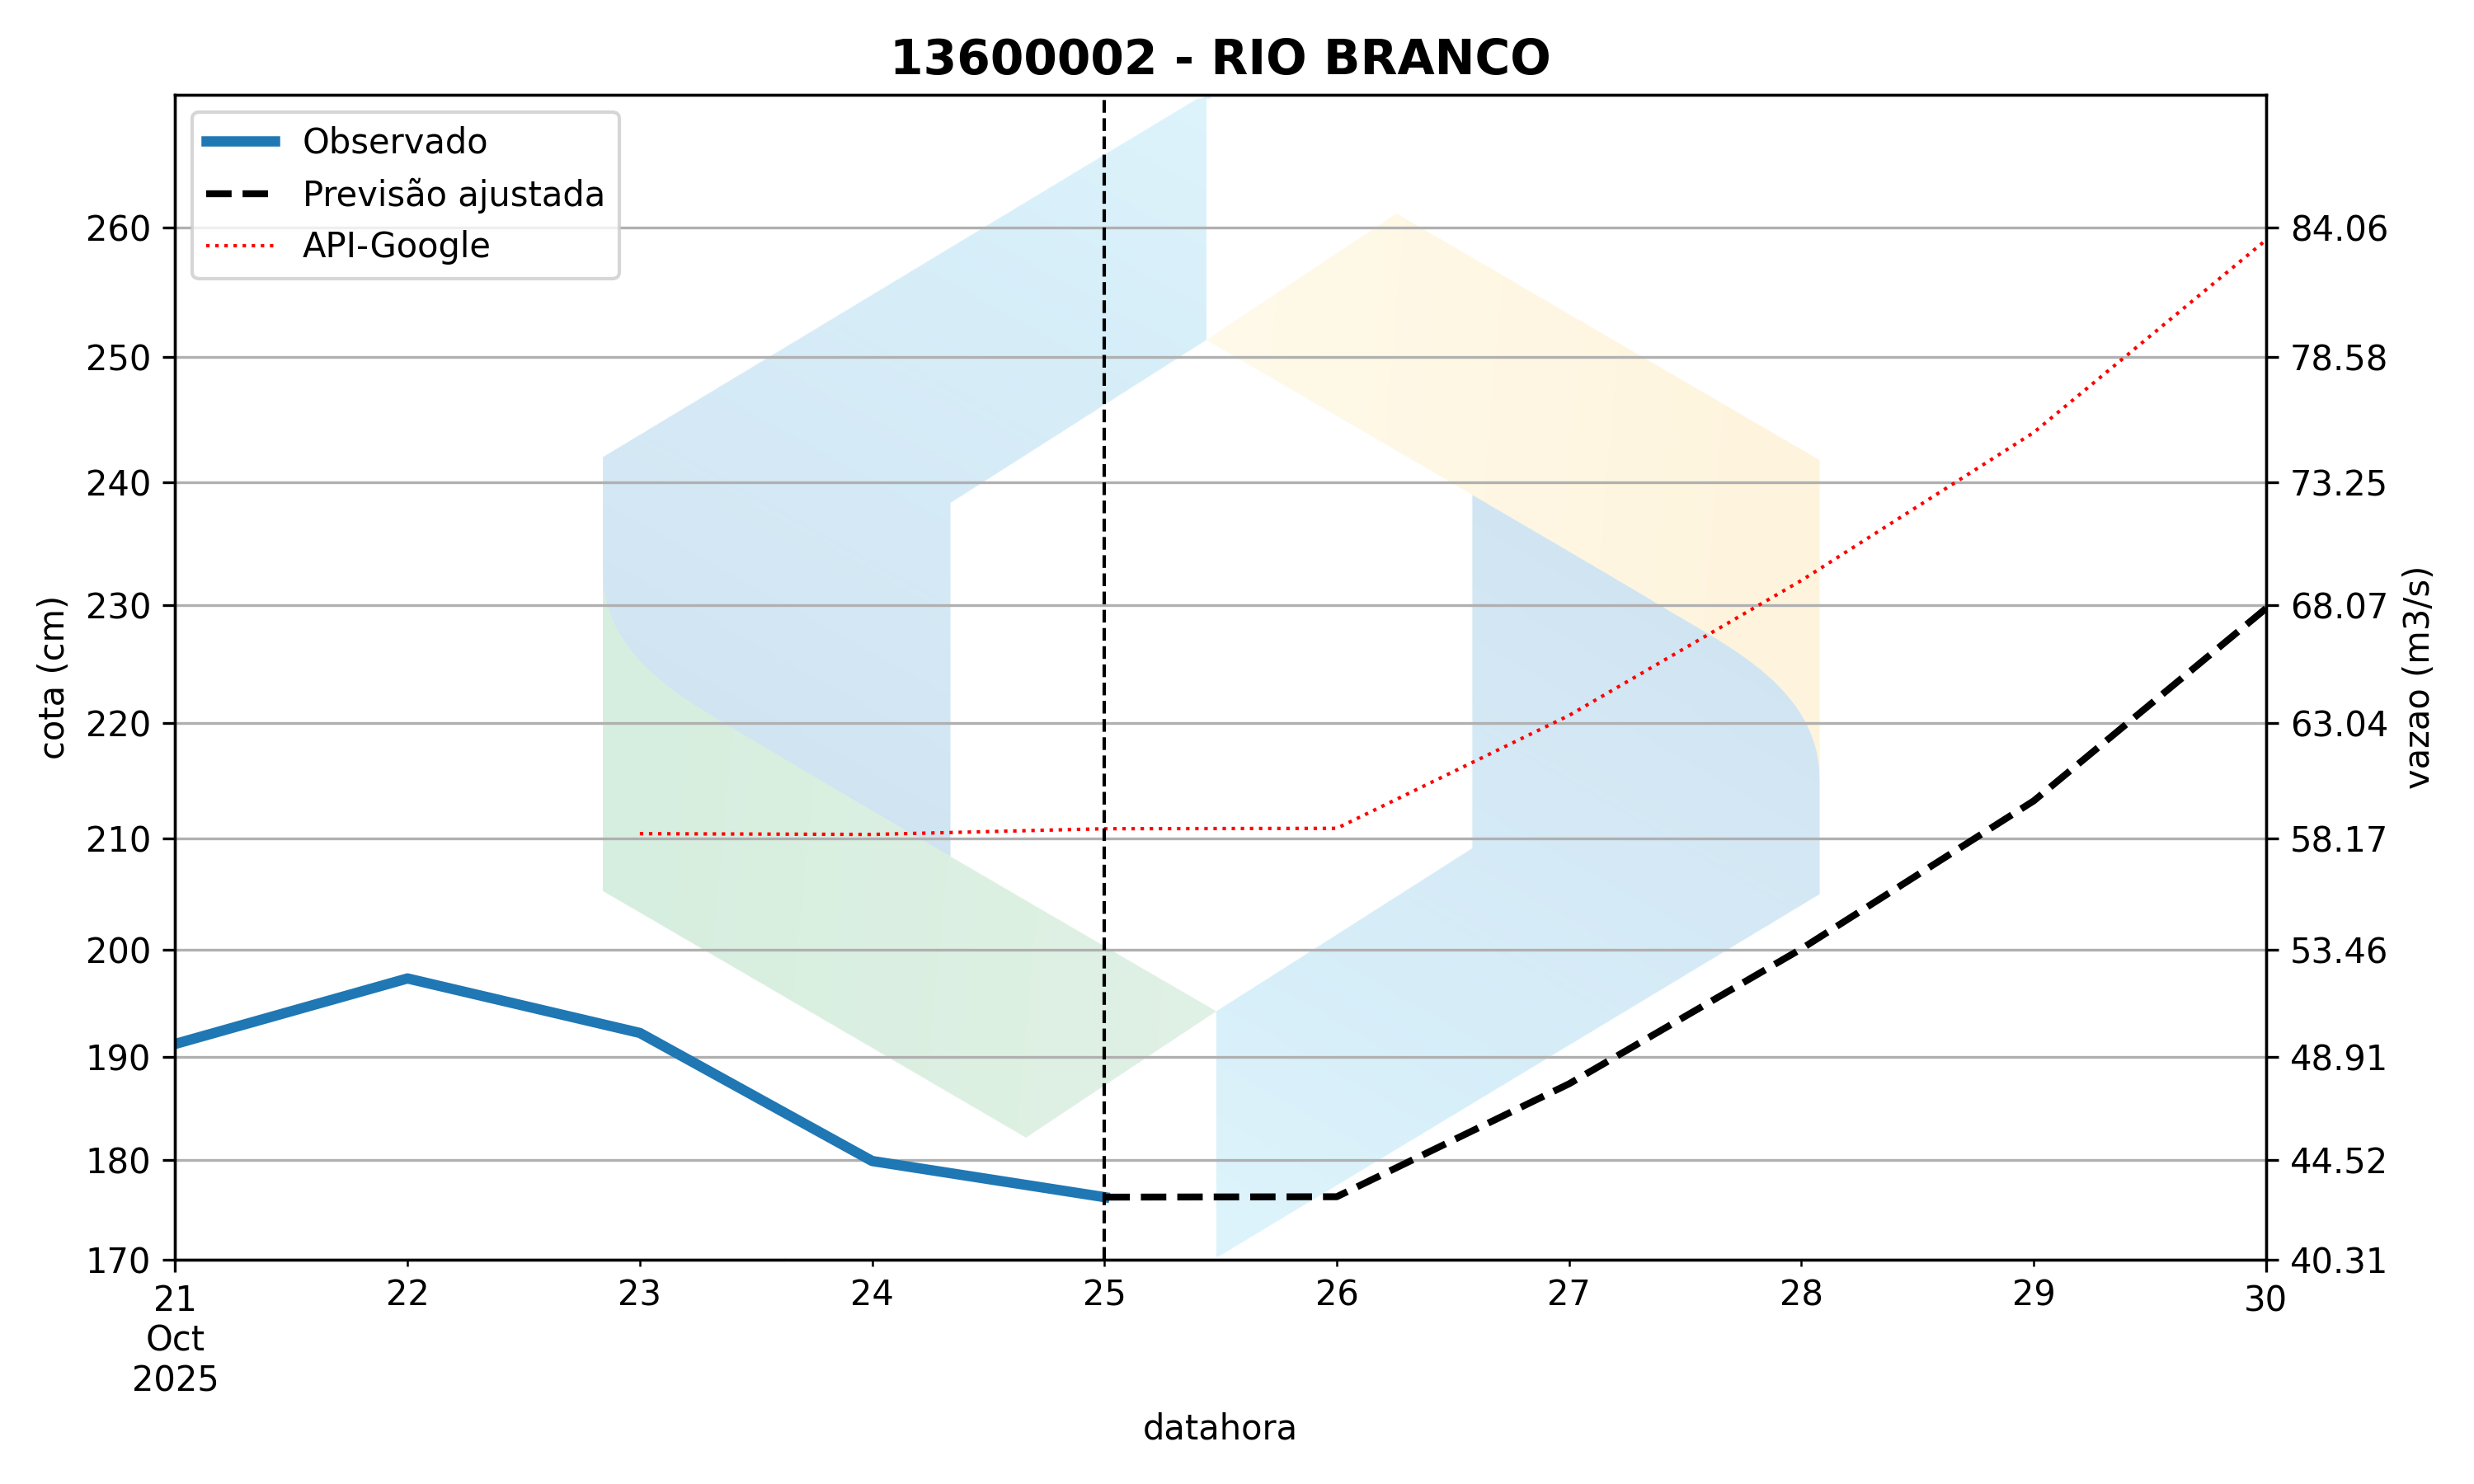 13600002 - RIO BRANCO
Observado
Previsão ajustada
API-Google
260
250
240
230
220
210
200
190
180
170
cota (cm)
84.06
78.58
73.25
68.07
63.04
58.17
53.46
48.91
44.52
40.31
vazao (m3/s)
21 22 23 24 25 26 27 28 29 30
Oct
2025
datahora